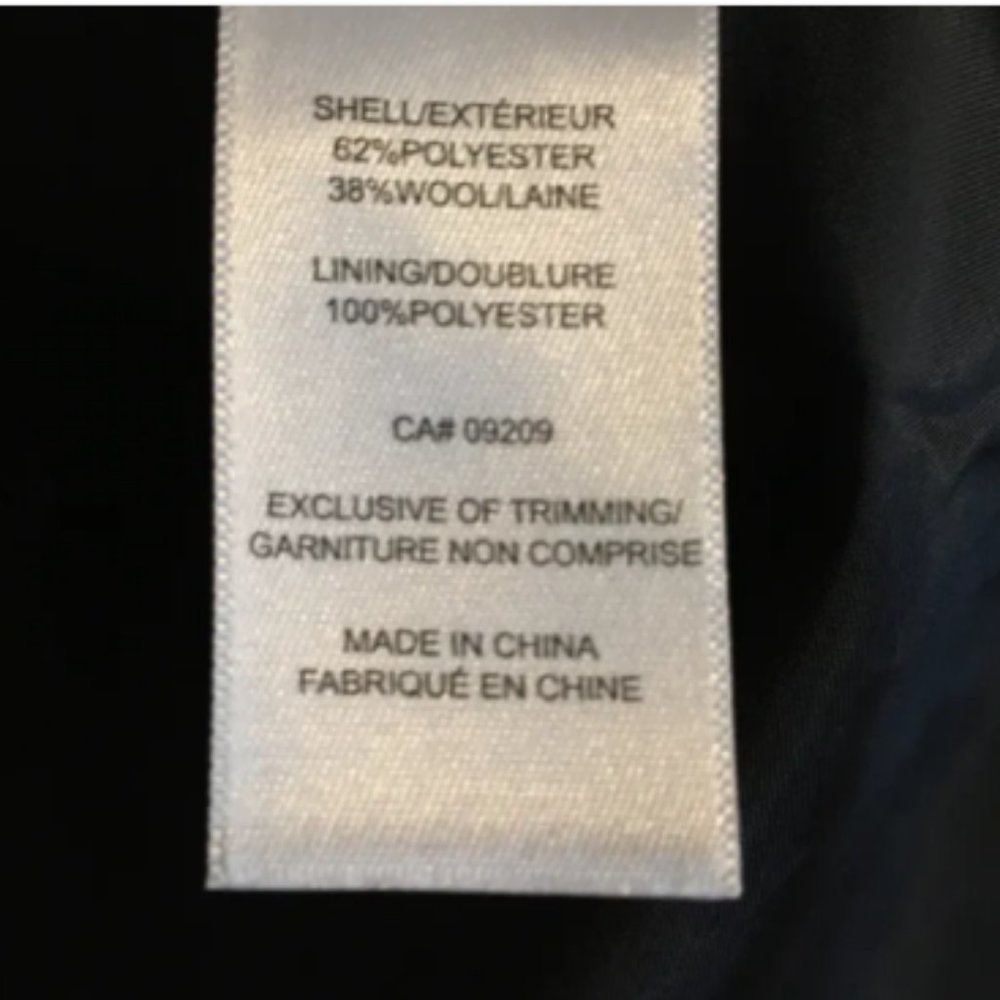 SHELL/EXTÉRIEUR
62%POLYESTER
38%WOOL/LAINE
LINING/DOUBLURE
100%POLYESTER
CA# 09209
EXCLUSIVE OF TRIMMING/
GARNITURE NON COMPRISE
MADE IN CHINA
FABRIQUÉ EN CHINE